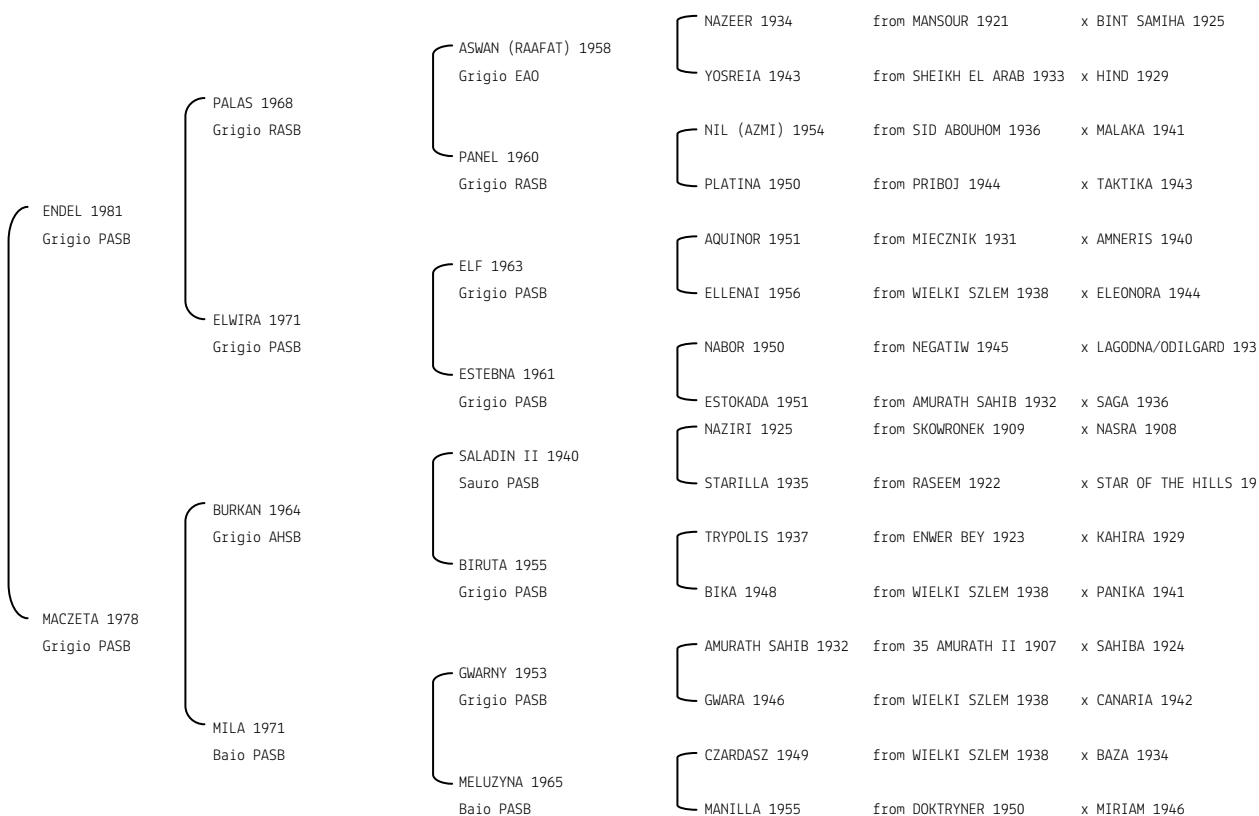 NAZEER 1934 from MANSOUR 1921 x BINT SAMIHA 1925
ASWAN (RAAFAT) 1958
Grigio EAO
YOSREIA 1943 from SHEIKH EL ARAB 1933 x HIND 1929
PALAS 1968
Grigio RASB
NIL (AZMI) 1954 from SID ABOUHOM 1936 x MALAKA 1941
PANEL 1960
Grigio RASB
PLATINA 1950 from PRIBOJ 1944 x TAKTIKA 1943
ENDEL 1981
Grigio PASB
AQUINOR 1951 from MIECZNIK 1931 x AMNERIS 1940
ELF 1963
Grigio PASB
ELLENAI 1956 from WIELKI SZLEM 1938 x ELEONORA 1944
ELWIRA 1971
Grigio PASB
NABOR 1950 from NEGATIW 1945 x LAGODNA/ODILGARD 193
ESTEBNA 1961
Grigio PASB
ESTOKADA 1951 from AMURATH SAHIB 1932 x SAGA 1936
NAZIRI 1925 from SKOWRONEK 1909 x NASRA 1908
SALADIN II 1940
Sauro PASB
STARILLA 1935 from RASEEM 1922 x STAR OF THE HILLS 19
BURKAN 1964
Grigio AHSB
TRYPOLIS 1937 from ENWER BEY 1923 x KAHIRA 1929
BIRUTA 1955
Grigio PASB
BIKA 1948 from WIELKI SZLEM 1938 x PANIKA 1941
MACZETA 1978
Grigio PASB
AMURATH SAHIB 1932 from 35 AMURATH II 1907 x SAHIBA 1924
GWARNY 1953
Grigio PASB
GWARA 1946 from WIELKI SZLEM 1938 x CANARIA 1942
MILA 1971
Baio PASB
CZARDASZ 1949 from WIELKI SZLEM 1938 x BAZA 1934
MELUZYNA 1965
Baio PASB
MANILLA 1955 from DOKTRYNER 1950 x MIRIAM 1946